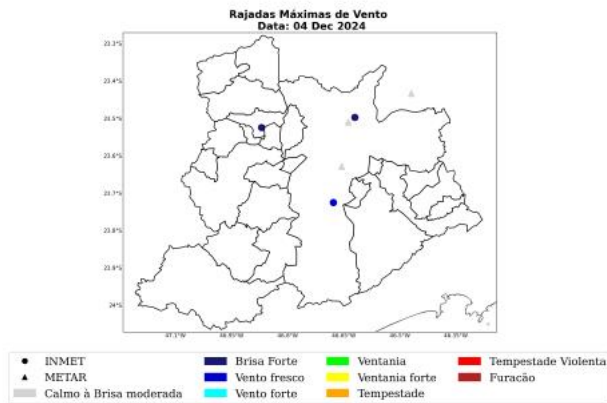 Rajadas Máximas de Vento
Data: 04 Dec 2024
23.3°S
23.4°S
23.5°S
23.6°S
23.7°S
23.8°S
23.9°S
24°S
47.1°W
INMET
METAR
Calmo à Brisa moderada
Brisa Forte
Vento fresco
Vento forte
Ventania
Ventania forte
Tempestade
Tempestade Violenta
Furacão